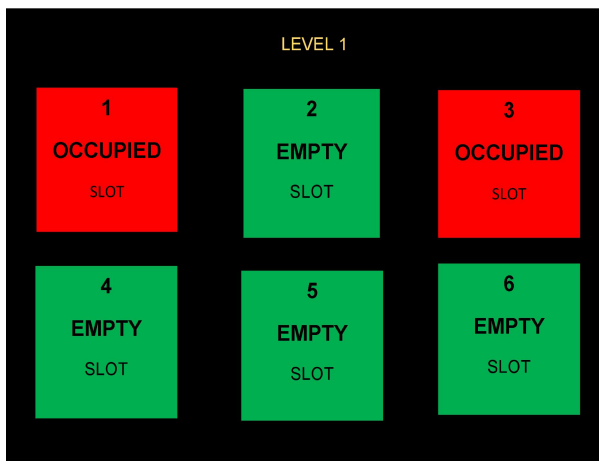 LEVEL 1
1
OCCUPIED
SLOT
2
EMPTY
SLOT
3
OCCUPIED
SLOT
4
EMPTY
SLOT
5
EMPTY
SLOT
6
EMPTY
SLOT